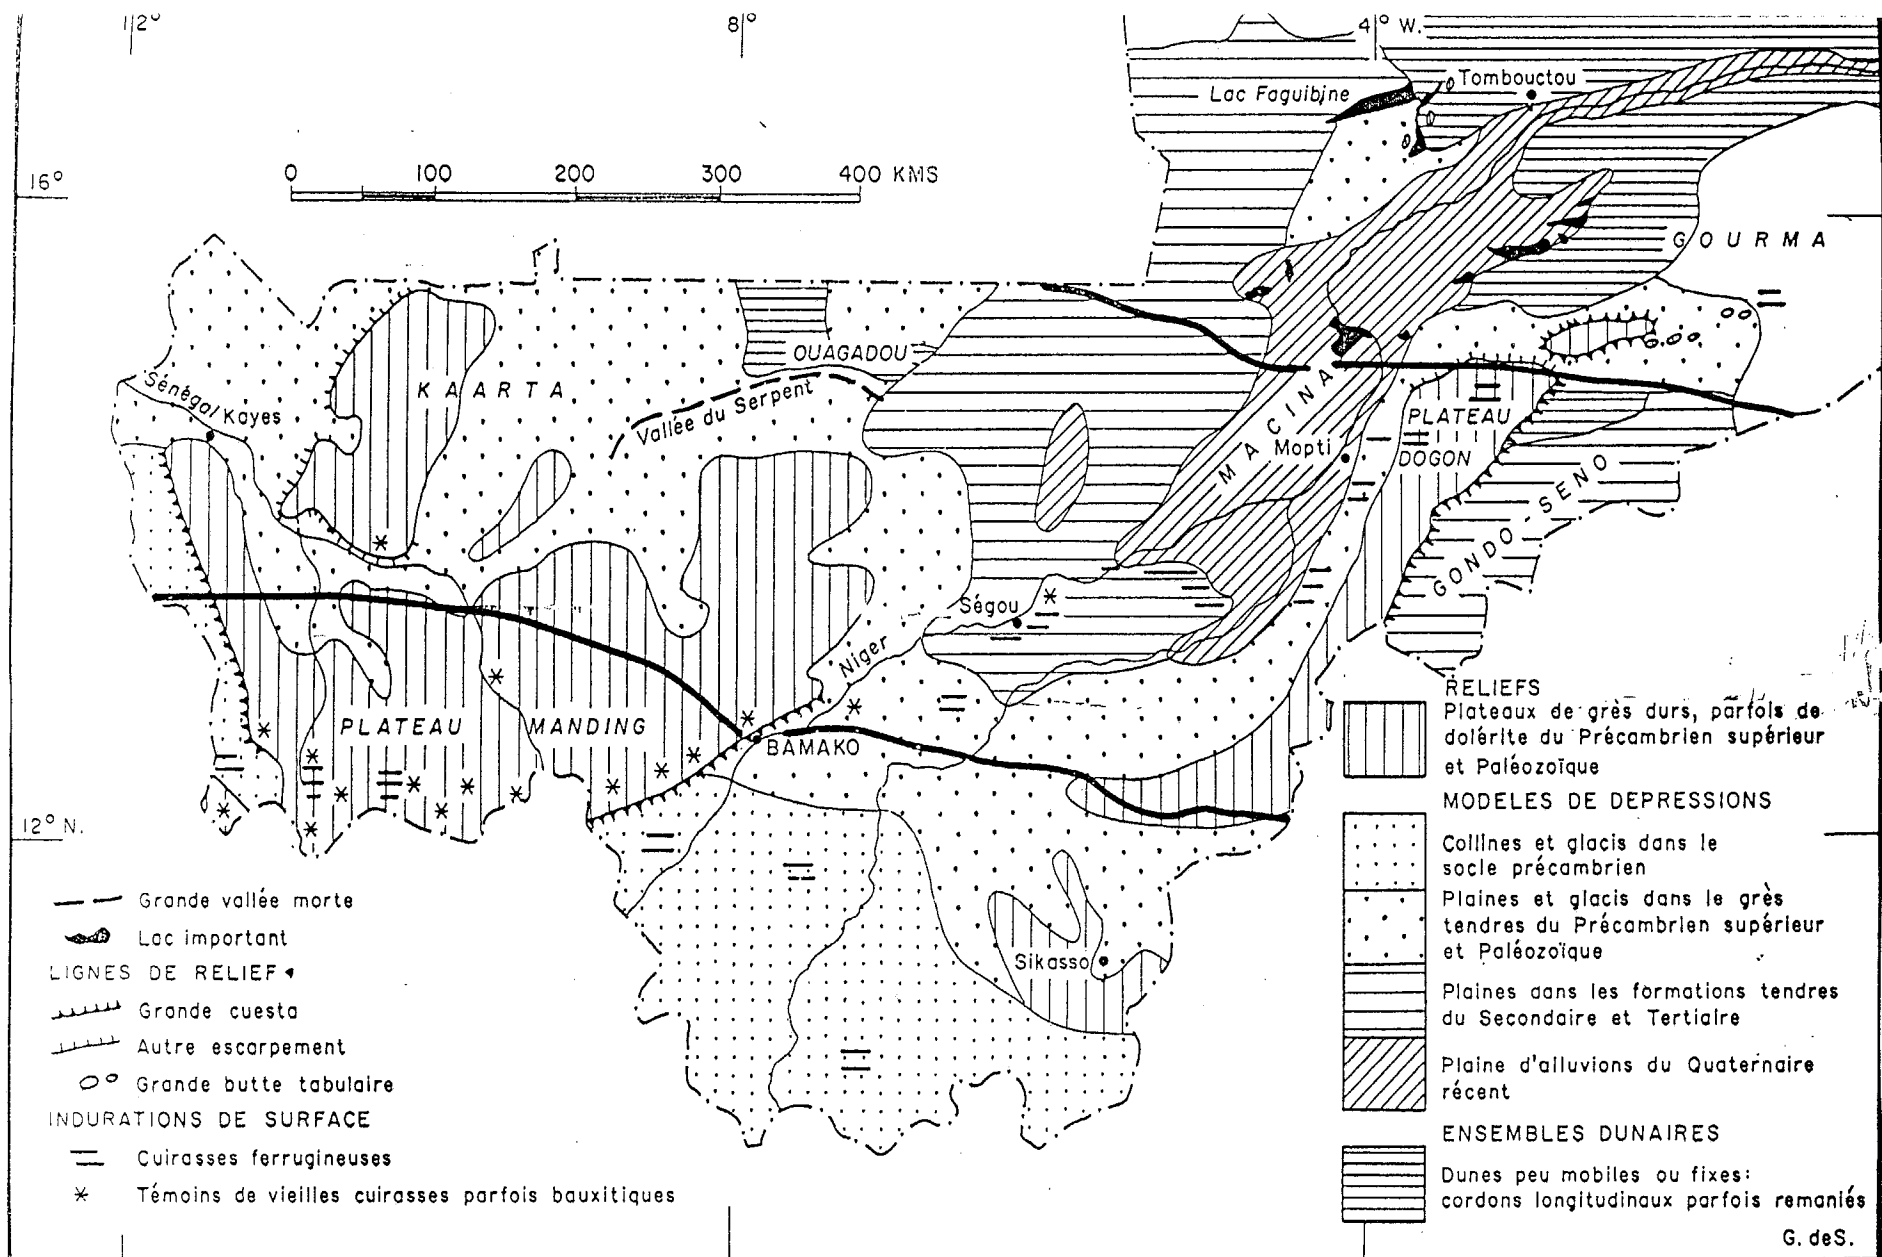 12°
8°
4° W.
Tombouctou
Lac Faguibine
0 100 200 300 400 KMS
16°
GOURMA
OUAGADOU
Sénégal
Kayes
KAARTA
Vallée du Serpent
MACINA
Mopti
PLATEAU
DOGON
GONDO-SENO
Ségou
Niger
PLATEAU MANDING
BAMAKO
12° N.
Sikasso
Grande vallée morte
Lac important
LIGNES DE RELIEF
Grande cuesta
Autre escarpement
Grande butte tabulaire
INDURATIONS DE SURFACE
Cuirasses ferrugineuses
Témoins de vieilles cuirasses parfois bauxitiques
RELIEFS
Plateaux de grès durs, parfois de
dolérite du Précambrien supérieur
et Paléozoïque
MODELES DE DEPRESSIONS
Collines et glacis dans le
socle précambrien
Plaines et glacis dans le grès
tendres du Précambrien supérieur
et Paléozoïque
Plaines dans les formations tendres
du Secondaire et Tertiaire
Plaine d'alluvions du Quaternaire
récent
ENSEMBLES DUNAIRES
Dunes peu mobiles ou fixes:
cordons longitudinaux parfois remaniés
G. deS.